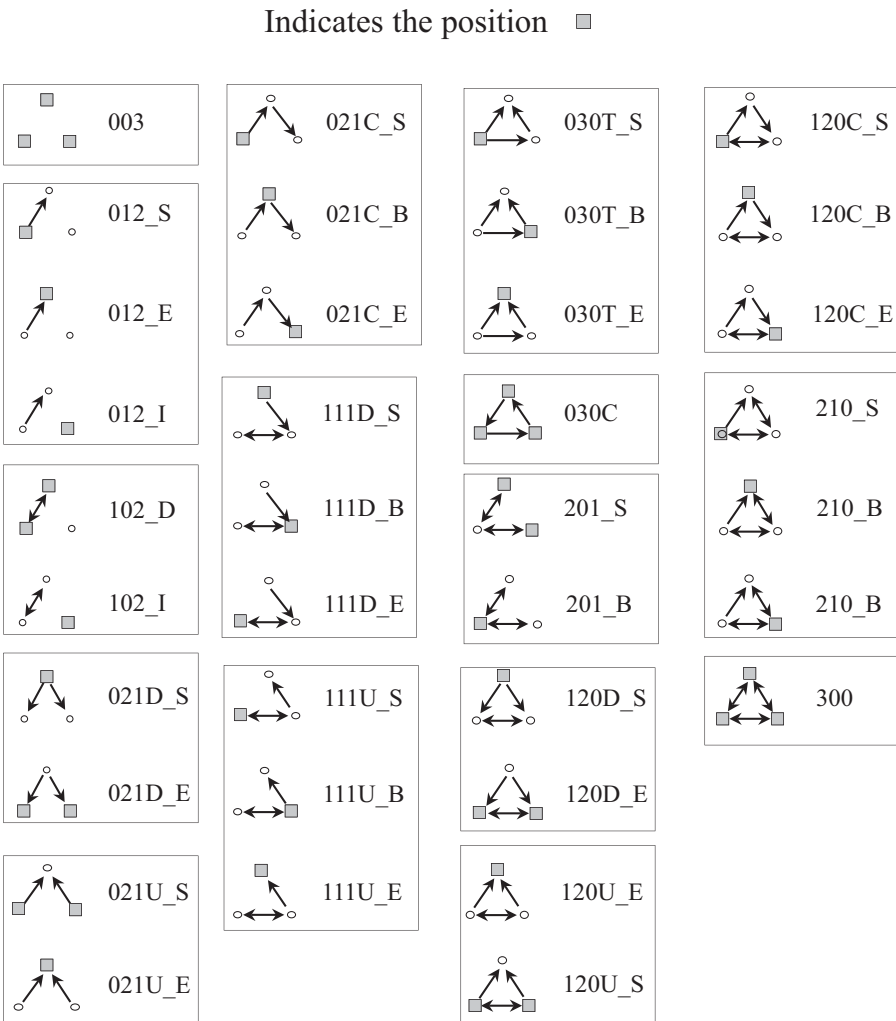 Indicates the position
003
012_S
012_E
012_I
102_D
102_I
021D_S
021D_E
021U_S
021U_E
021C_S
021C_B
021C_E
111D_S
111D_B
111D_E
111U_S
111U_B
111U_E
030T_S
030T_B
030T_E
030C
201_S
201_B
120D_S
120D_E
120U_E
120U_S
120C_S
120C_B
120C_E
210_S
210_B
210_B
300